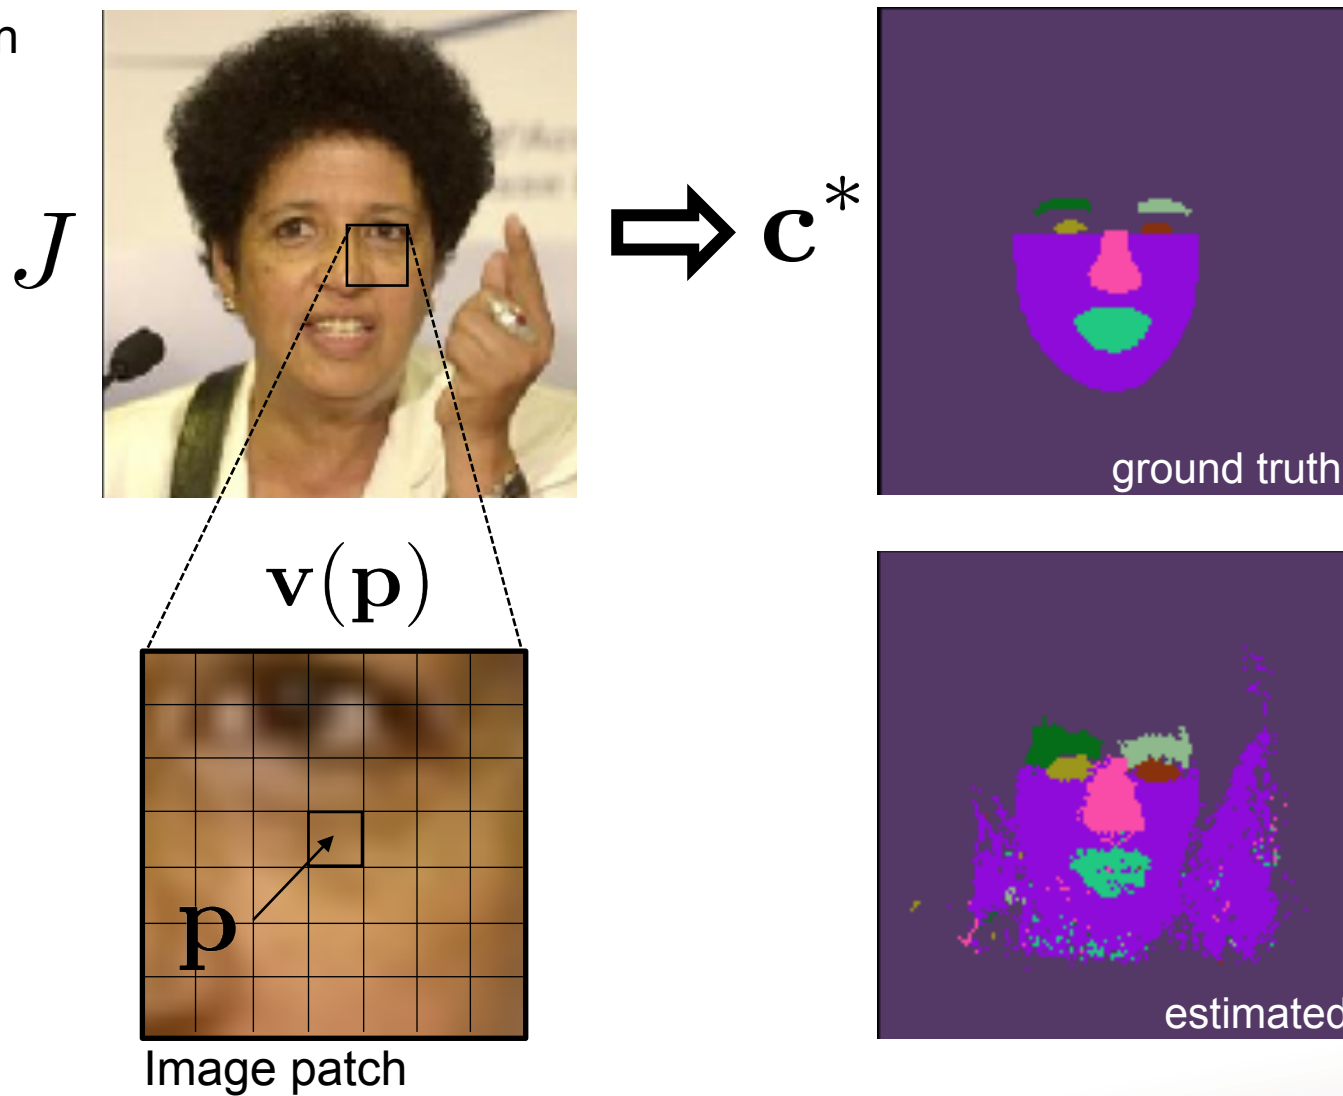 n
J
c*
ground truth
v(p)
p
Image patch
estimated